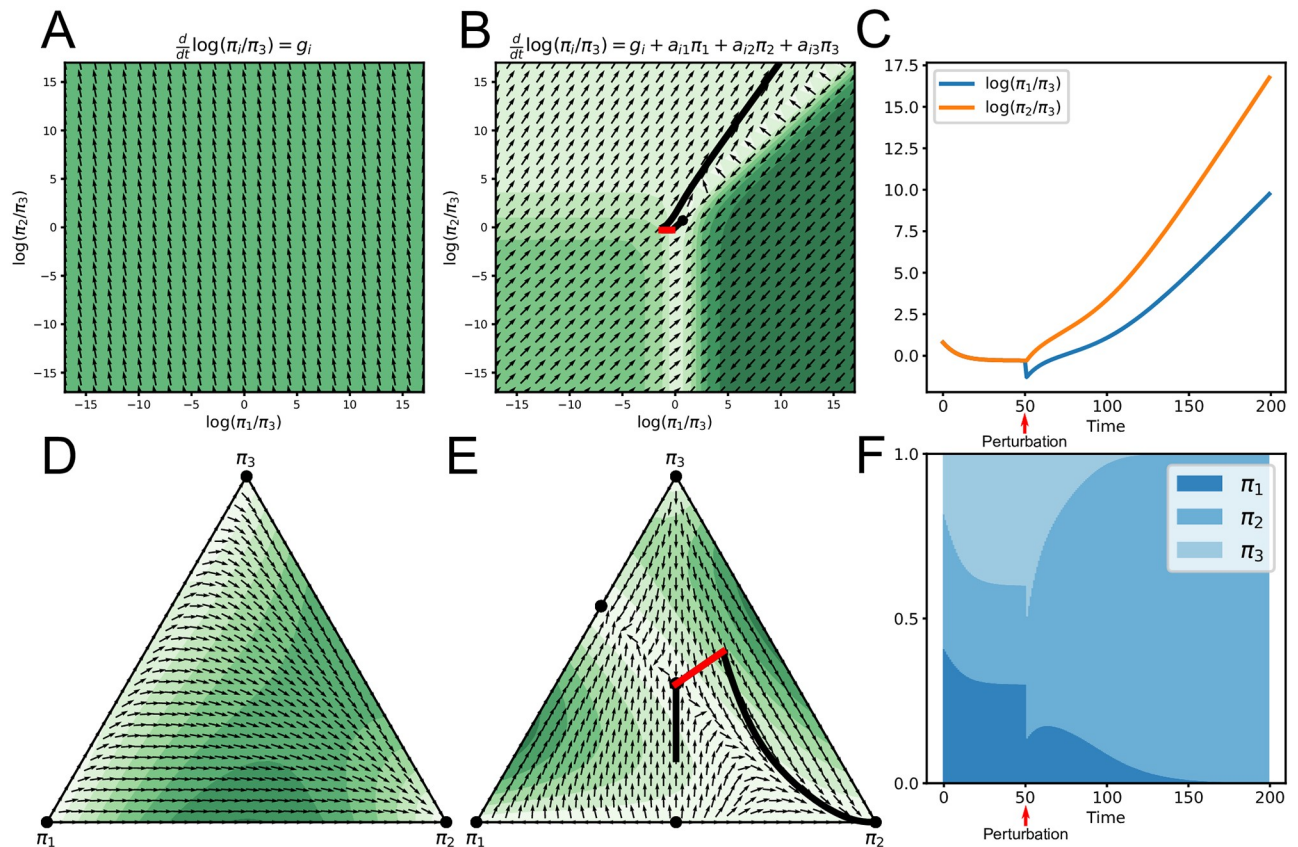 A
d/dt log(π₁/π₃) = gᵢ
15
10
5
0
−5
−10
−15
log(π₂/π₃)
−15 −10 −5 0 5 10 15
log(π₁/π₃)
B
d/dt log(πᵢ/π₃) = gᵢ + aᵢ₁π₁ + aᵢ₂π₂ + aᵢ₃π₃
15
10
5
0
−5
−10
−15
log(π₂/π₃)
−15 −10 −5 0 5 10 15
log(π₁/π₃)
C
17.5
15.0
12.5
10.0
7.5
5.0
2.5
0.0
log(π₁/π₃)
log(π₂/π₃)
0 50 100 150 200
Time
Perturbation
D
π₃
π₁
π₂
E
π₃
π₁
π₂
F
1.0
0.5
0.0
π₁
π₂
π₃
0 50 100 150 200
Time
Perturbation